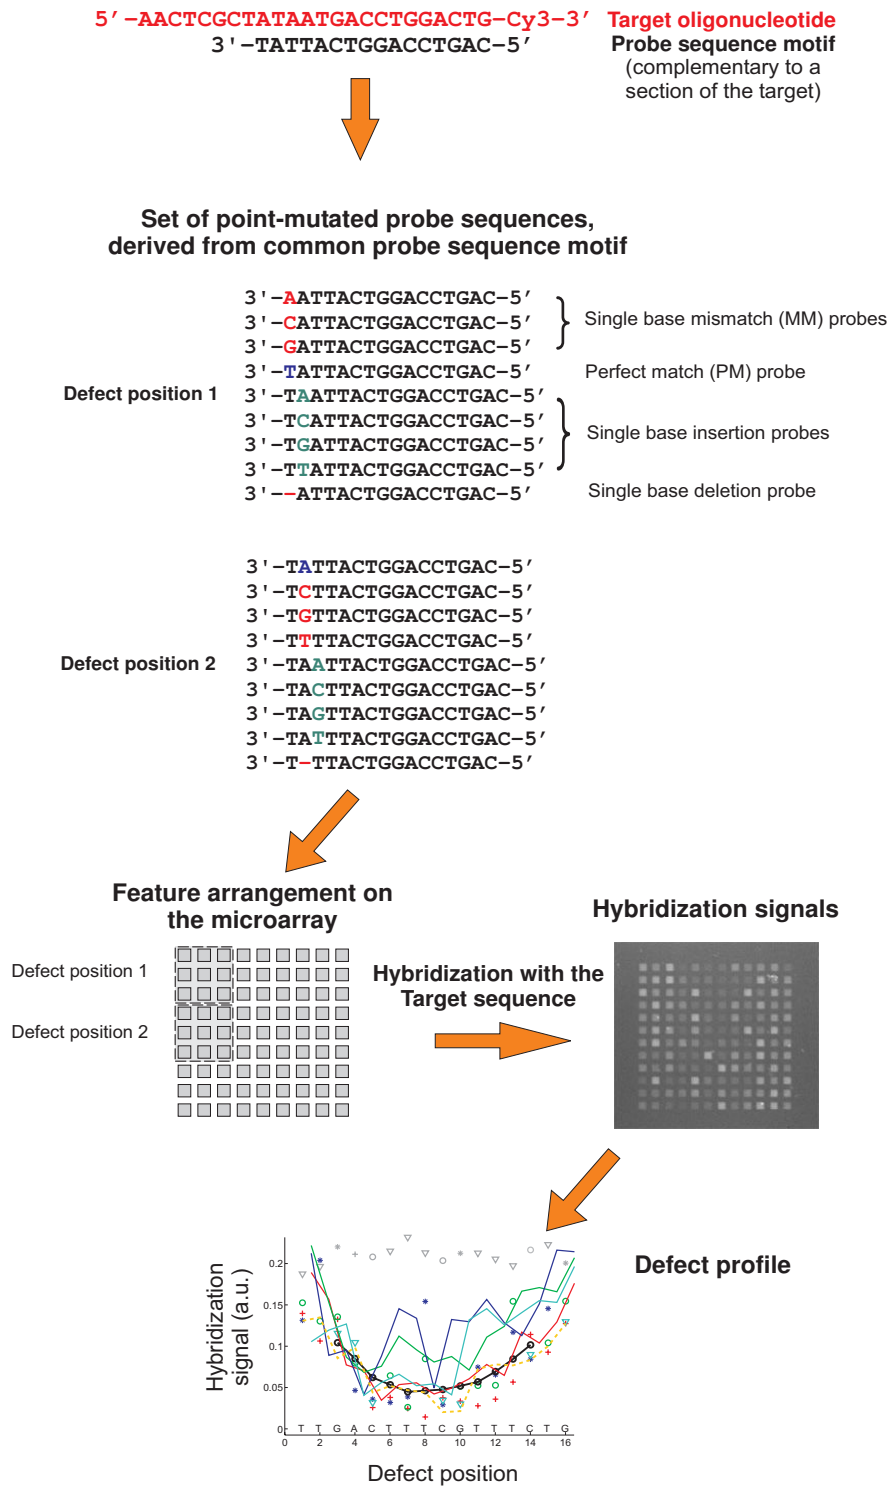 5′−AACTCGCTATAATGACCTGGACTG−Cy3−3′ Target oligonucleotide
3'−TATTACTGGACCTGAC−5′ Probe sequence motif
(complementary to a
section of the target)
Set of point-mutated probe sequences,
derived from common probe sequence motif
3'−AATTACTGGACCTGAC−5′
3'−CATTACTGGACCTGAC−5′ Single base mismatch (MM) probes
3'−GATTACTGGACCTGAC−5′
3'−TATTACTGGACCTGAC−5′ Perfect match (PM) probe
Defect position 1 3'−TAATTACTGGACCTGAC−5′
3'−TCATTACTGGACCTGAC−5′
3'−TGATTACTGGACCTGAC−5′ Single base insertion probes
3'−TTATTACTGGACCTGAC−5′
3'−−ATTACTGGACCTGAC−5′ Single base deletion probe
3'−TATTACTGGACCTGAC−5′
3'−TCTTACTGGACCTGAC−5′
3'−TGTTACTGGACCTGAC−5′
3'−TTTTACTGGACCTGAC−5′
Defect position 2 3'−TAATTACTGGACCTGAC−5′
3'−TACTTACTGGACCTGAC−5′
3'−TAGTTACTGGACCTGAC−5′
3'−TATTTACTGGACCTGAC−5′
3'−T−TTACTGGACCTGAC−5′
Feature arrangement on
the microarray
Hybridization signals
Defect position 1
Defect position 2
Hybridization with the
Target sequence
Defect profile
Hybridization
signal (a.u.)
0.2
0.15
0.1
0.05
0
T T G A C T T T C G T T T C T G
0 2 4 6 8 10 12 14 16
Defect position